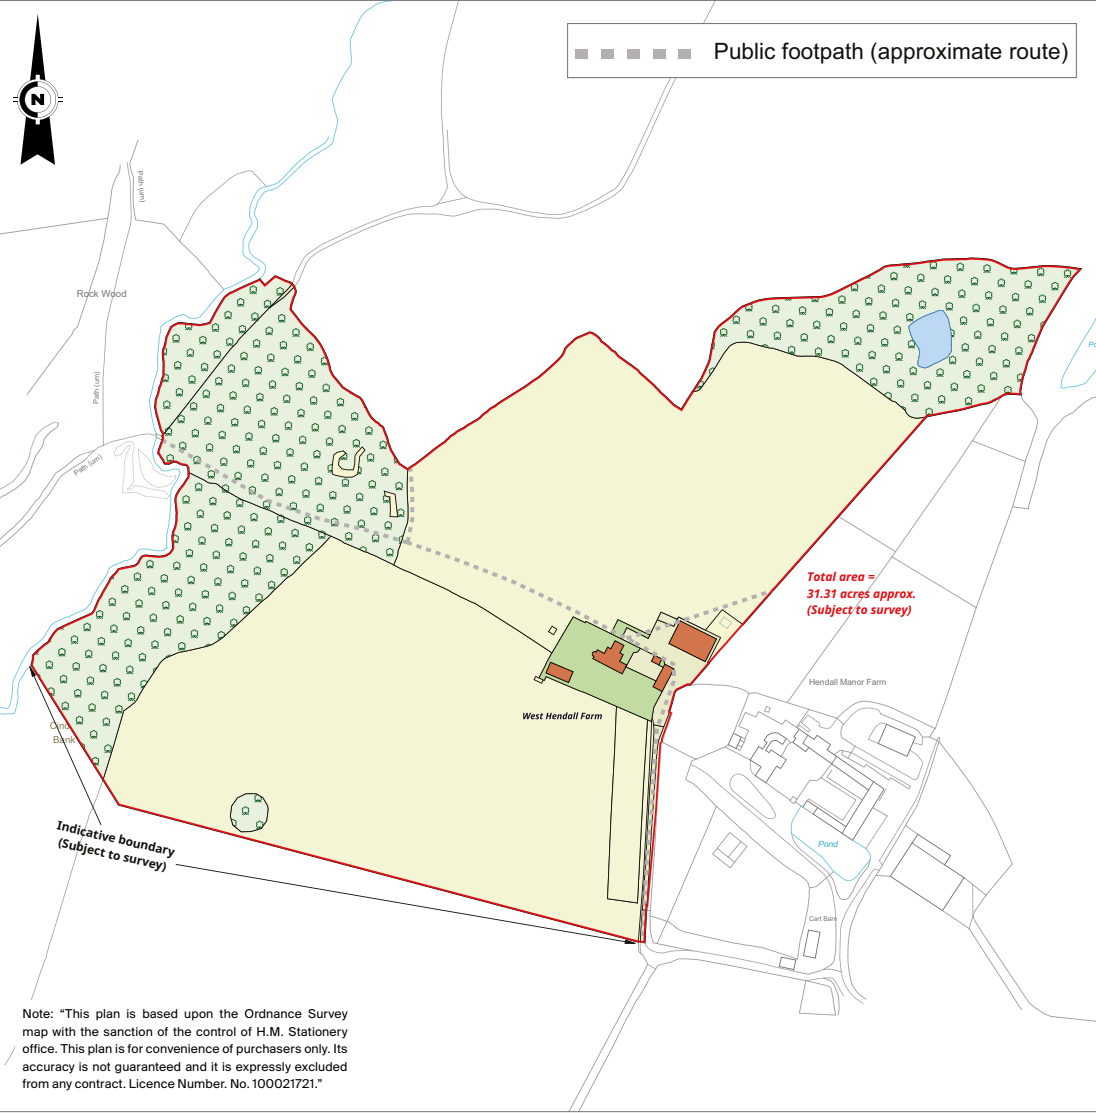 Public footpath (approximate route)
N
Path (um)
Rock Wood
Path (um)
Path (um)
Total area =
31.31 acres approx.
(Subject to survey)
Hendall Manor Farm
West Hendall Farm
Bank
Indicative boundary
(Subject to survey)
Pond
Cart Barn
Note: “This plan is based upon the Ordnance Survey
map with the sanction of the control of H.M. Stationery
office. This plan is for convenience of purchasers only. Its
accuracy is not guaranteed and it is expressly excluded
from any contract. Licence Number. No. 100021721.”